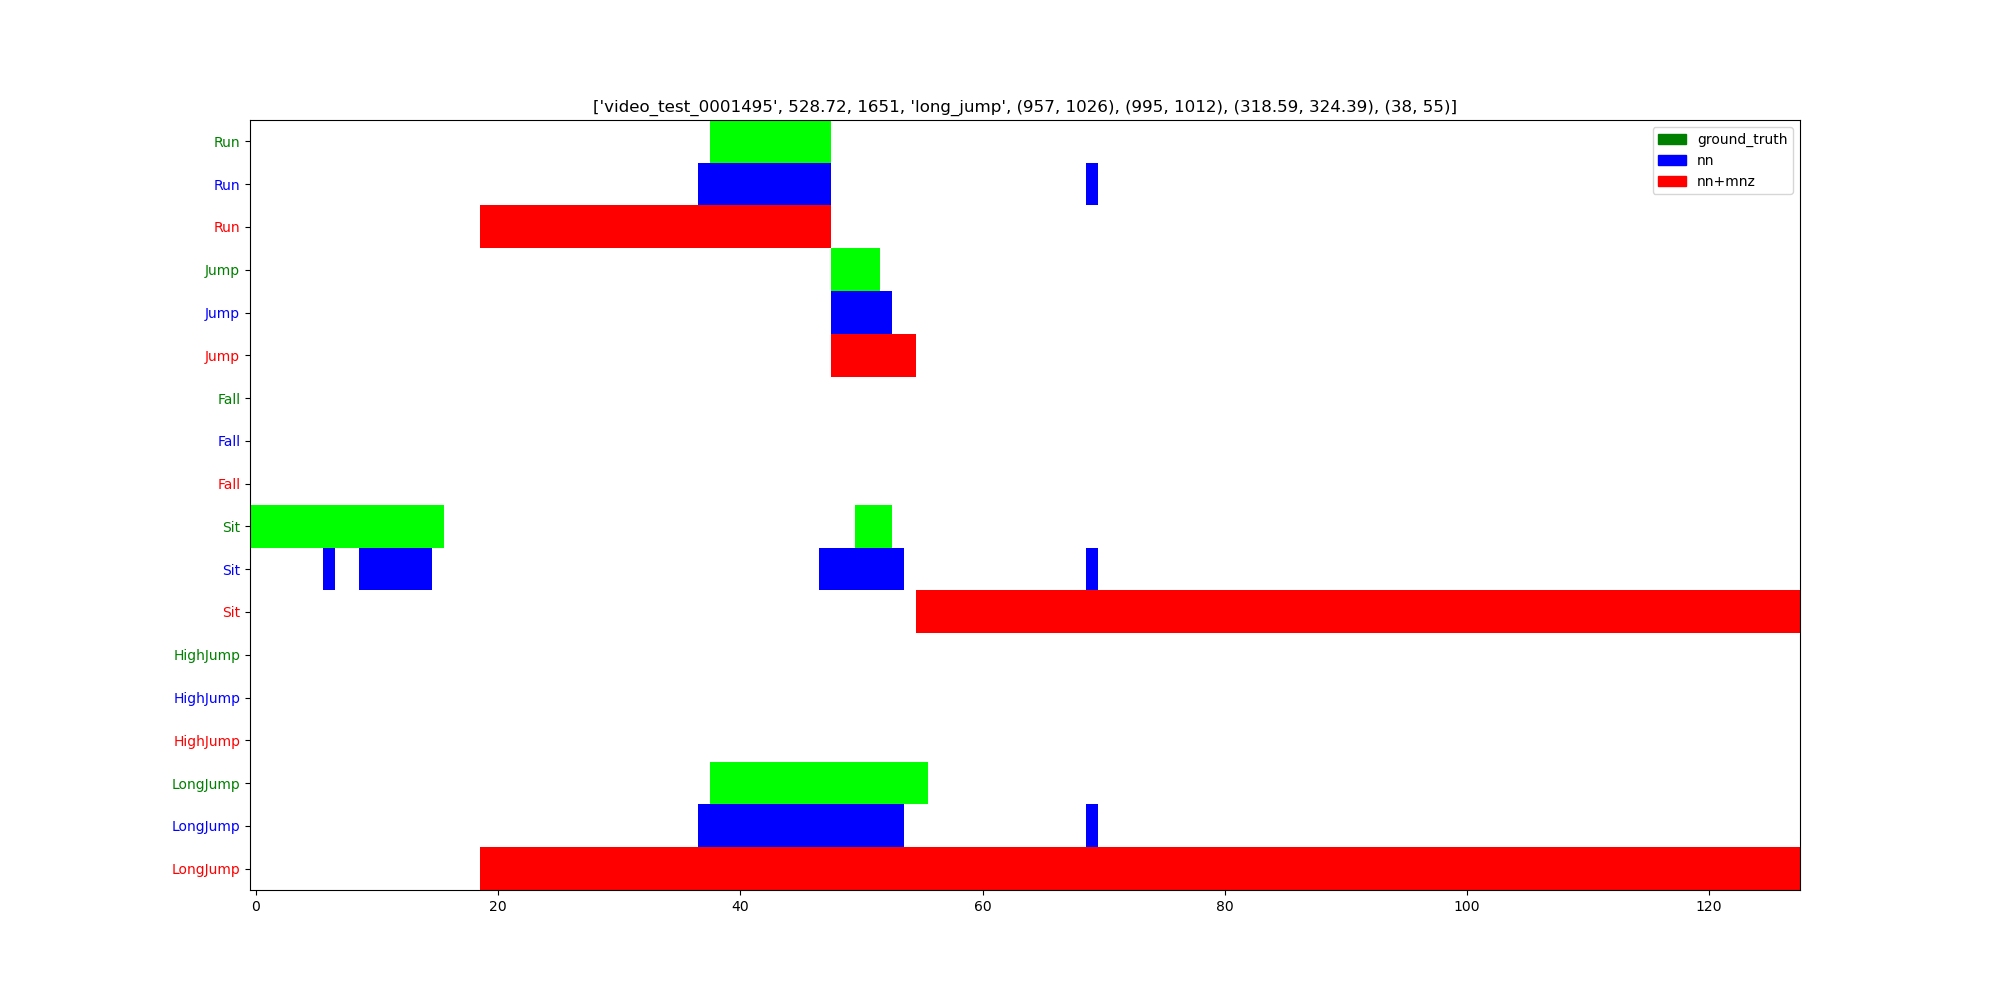 ['video_test_0001495', 528.72, 1651, 'long_jump', (957, 1026), (995, 1012), (318.59, 324.39), (38, 55)]
ground_truth
nn
nn+mnz
Run
Run
Run
Jump
Jump
Jump
Fall
Fall
Fall
Sit
Sit
Sit
HighJump
HighJump
HighJump
LongJump
LongJump
LongJump
0 20 40 60 80 100 120